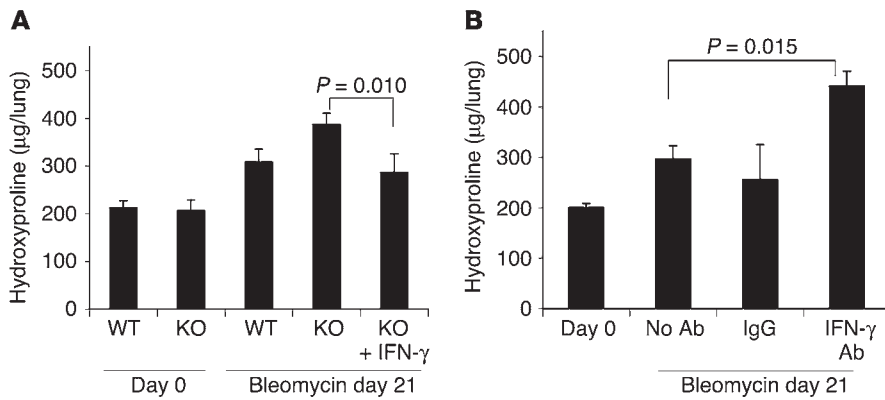 A
Hydroxyproline (µg/lung)
500
400
300
200
100
0
P = 0.010
WT KO WT KO KO
+ IFN-γ
Day 0 Bleomycin day 21
B
Hydroxyproline (µg/lung)
500
400
300
200
100
0
P = 0.015
Day 0 No Ab IgG IFN-γ
Ab
Bleomycin day 21